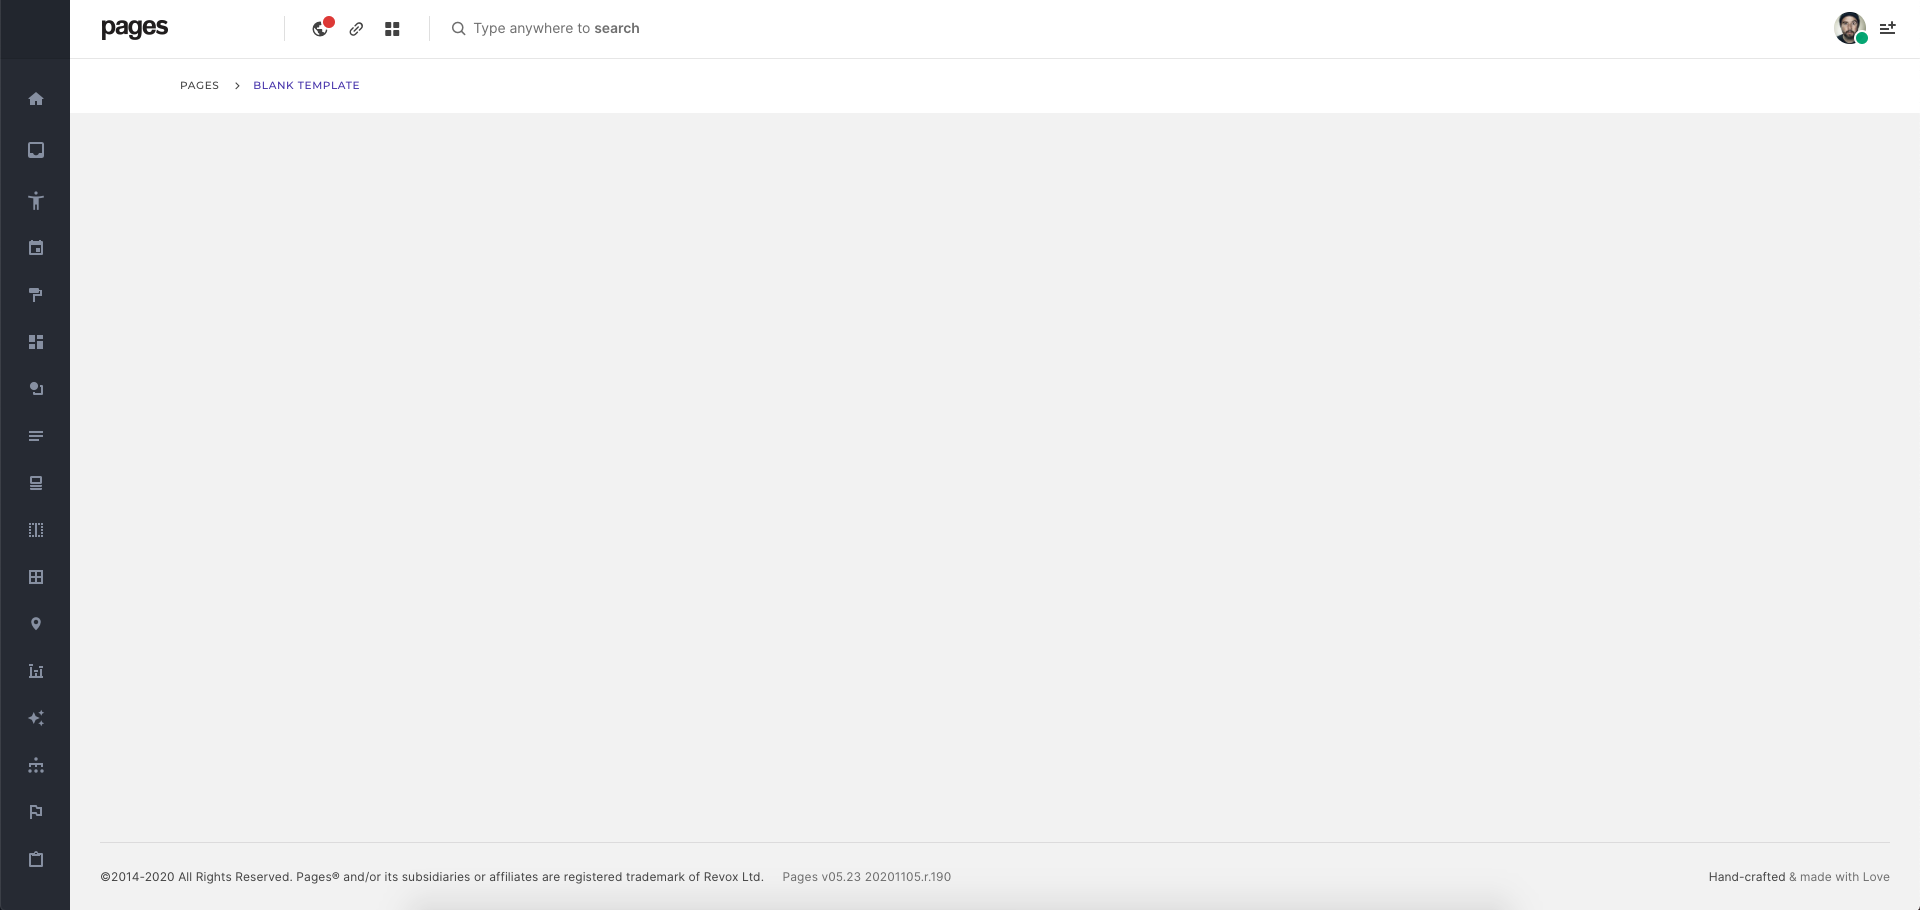 pages
Type anywhere to search
PAGES
BLANK TEMPLATE
©2014-2020 All Rights Reserved. Pages® and/or its subsidiaries or affiliates are registered trademark of Revox Ltd. Pages v05.23 20201105.r.190
Hand-crafted & made with Love